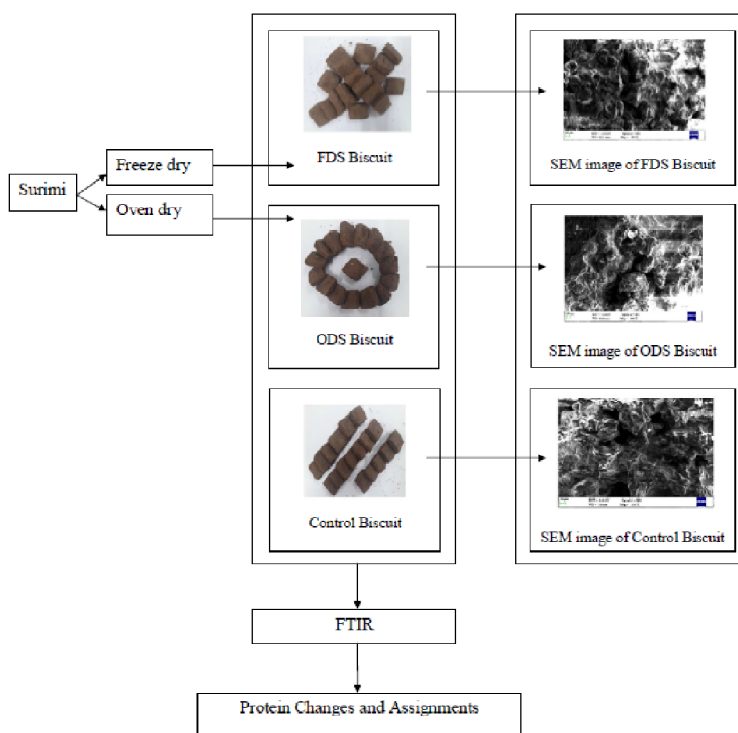 Surimi
Freeze dry
Oven dry
FDS Biscuit
SEM image of FDS Biscuit
ODS Biscuit
SEM image of ODS Biscuit
Control Biscuit
SEM image of Control Biscuit
FTIR
Protein Changes and Assignments